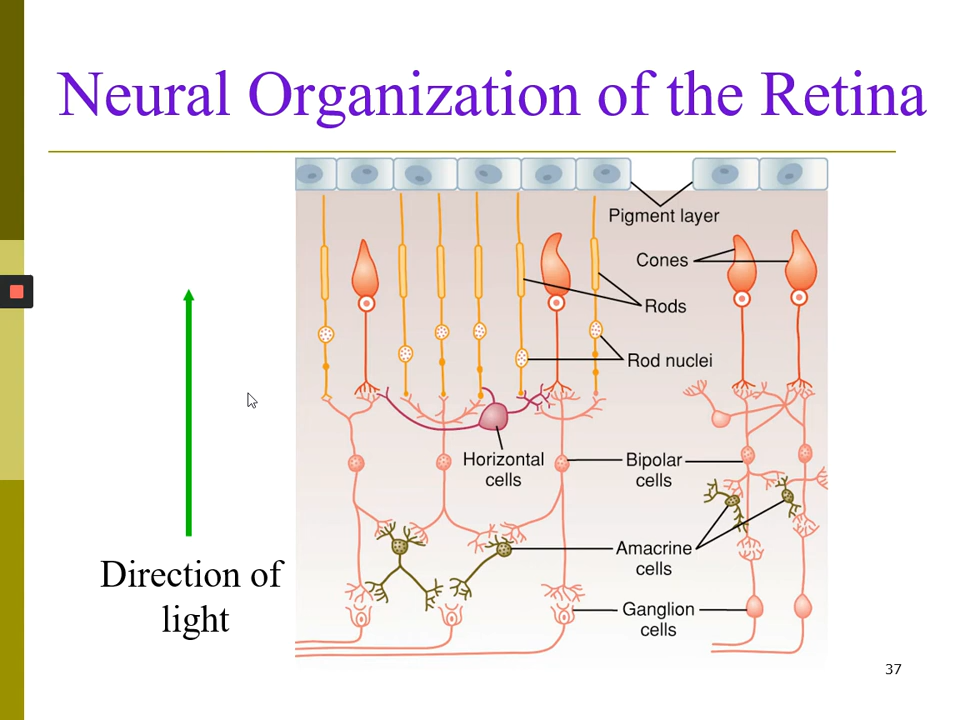 Neural Organization of the Retina
Pigment layer
Cones
Rods
Rod nuclei
Horizontal
cells
Bipolar
cells
Amacrine
cells
Ganglion
cells
Direction of
light
37